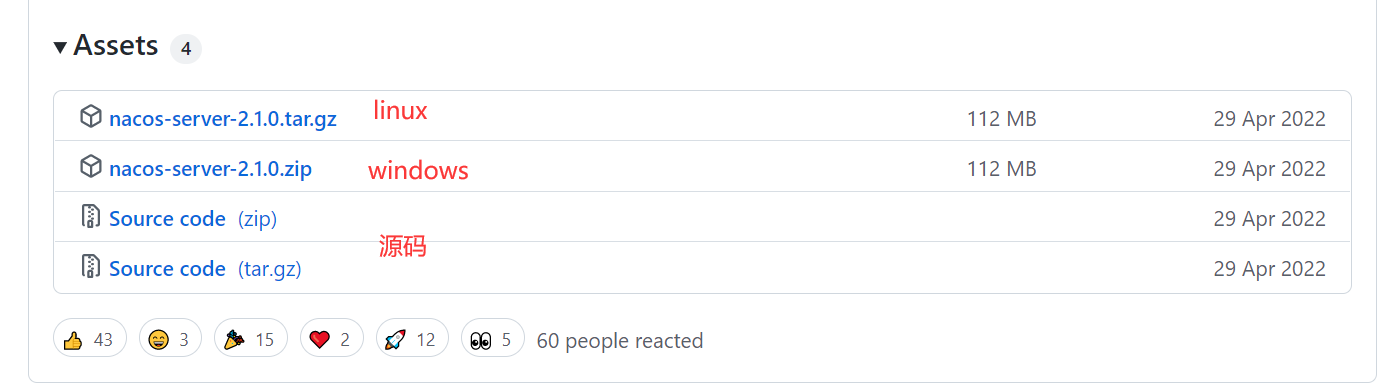 Assets 4
nacos-server-2.1.0.tar.gz linux 112 MB 29 Apr 2022
nacos-server-2.1.0.zip windows 112 MB 29 Apr 2022
Source code (zip) 29 Apr 2022
源码
Source code (tar.gz) 29 Apr 2022
43 3 15 2 12 5 60 people reacted